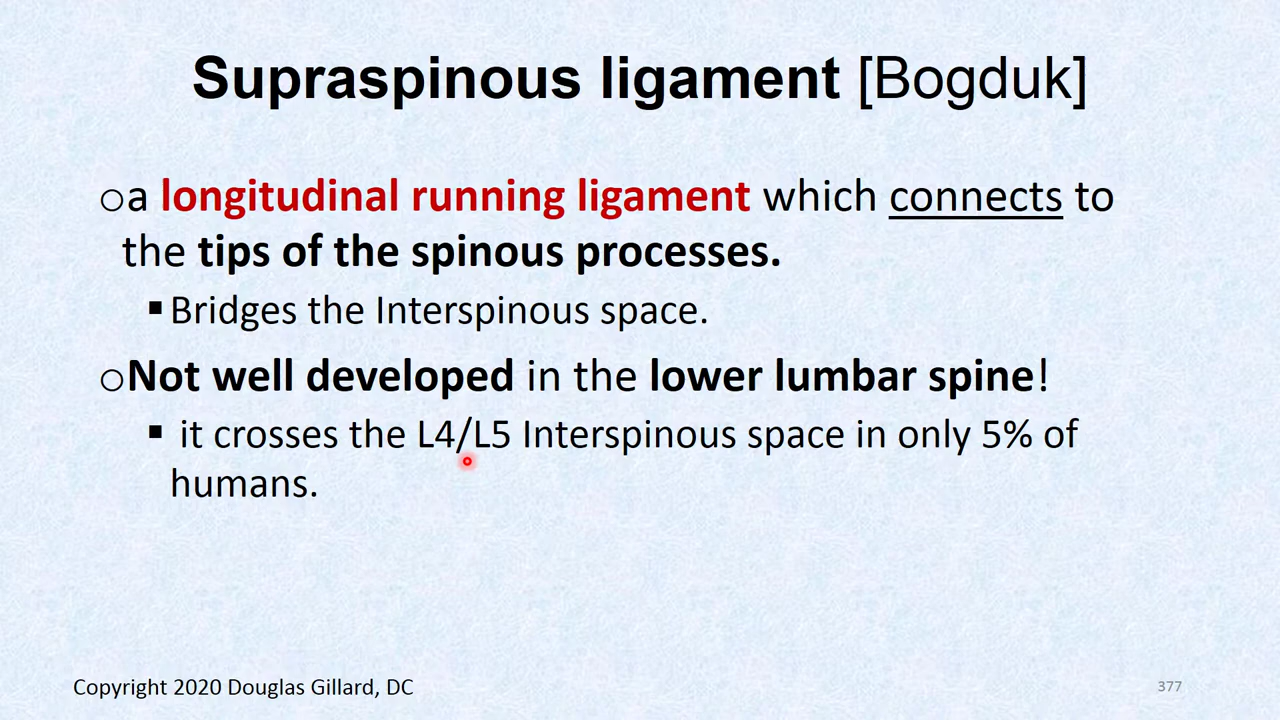 Supraspinous ligament [Bogduk]
○a longitudinal running ligament which connects to
the tips of the spinous processes.
▪Bridges the Interspinous space.
○Not well developed in the lower lumbar spine!
▪ it crosses the L4/L5 Interspinous space in only 5% of
humans.
Copyright 2020 Douglas Gillard, DC
377